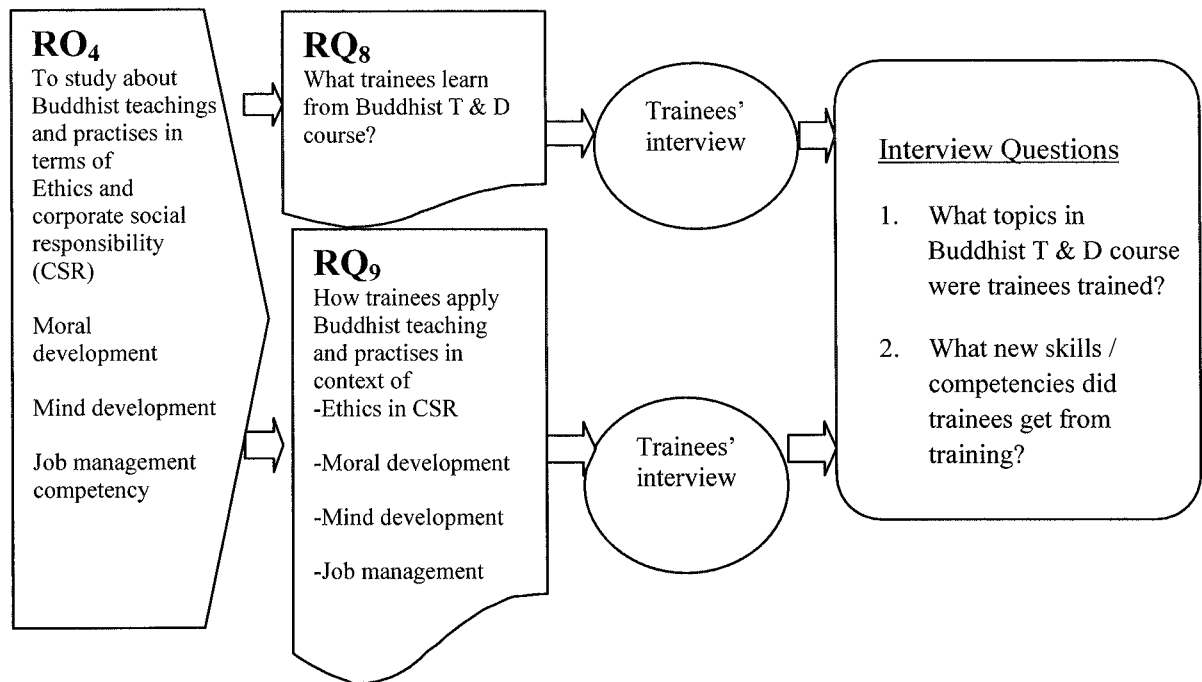 RO4
To study about
Buddhist teachings
and practises in
terms of
Ethics and
corporate social
responsibility
(CSR)
Moral
development
Mind development
Job management
competency
RQ8
What trainees learn
from Buddhist T & D
course?
RQ9
How trainees apply
Buddhist teaching
and practises in
context of
-Ethics in CSR
-Moral development
-Mind development
-Job management
Trainees'
interview
Trainees'
interview
Interview Questions
1. What topics in
Buddhist T & D course
were trainees trained?
2. What new skills /
competencies did
trainees get from
training?